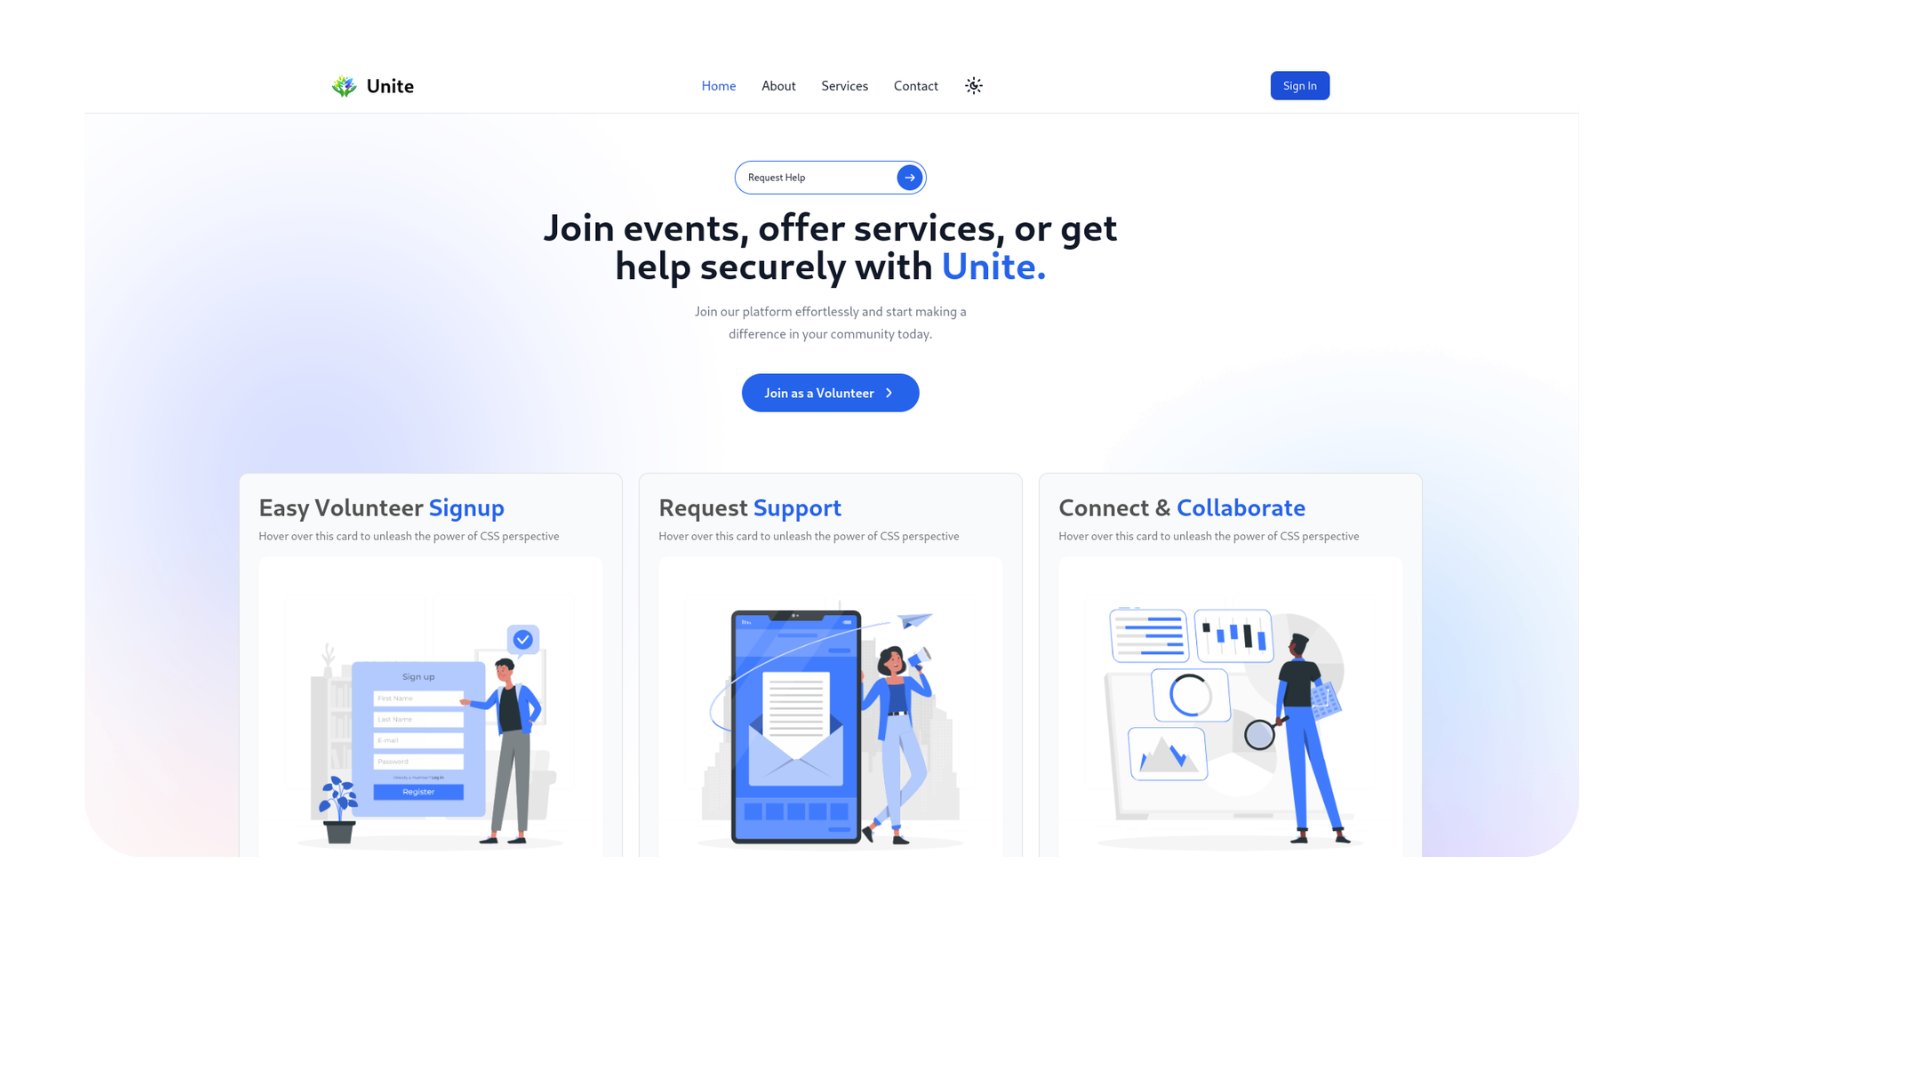 Unite
Home
About
Services
Contact
Sign In
Request Help
Join events, offer services, or get
help securely with Unite.
Join our platform effortlessly and start making a
difference in your community today.
Join as a Volunteer
Easy Volunteer Signup
Hover over this card to unleash the power of CSS perspective
Sign up
First Name
Last Name
E-mail
Password
Register
Request Support
Hover over this card to unleash the power of CSS perspective
Connect & Collaborate
Hover over this card to unleash the power of CSS perspective